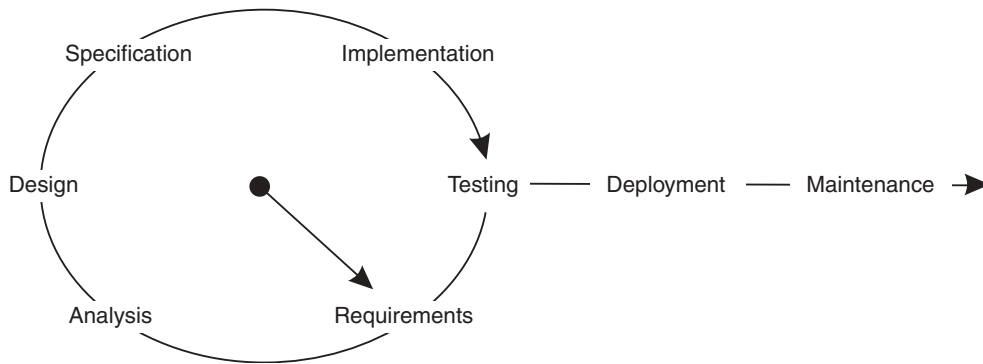 Specification
Implementation
Design
Testing
Deployment
Maintenance
Analysis
Requirements